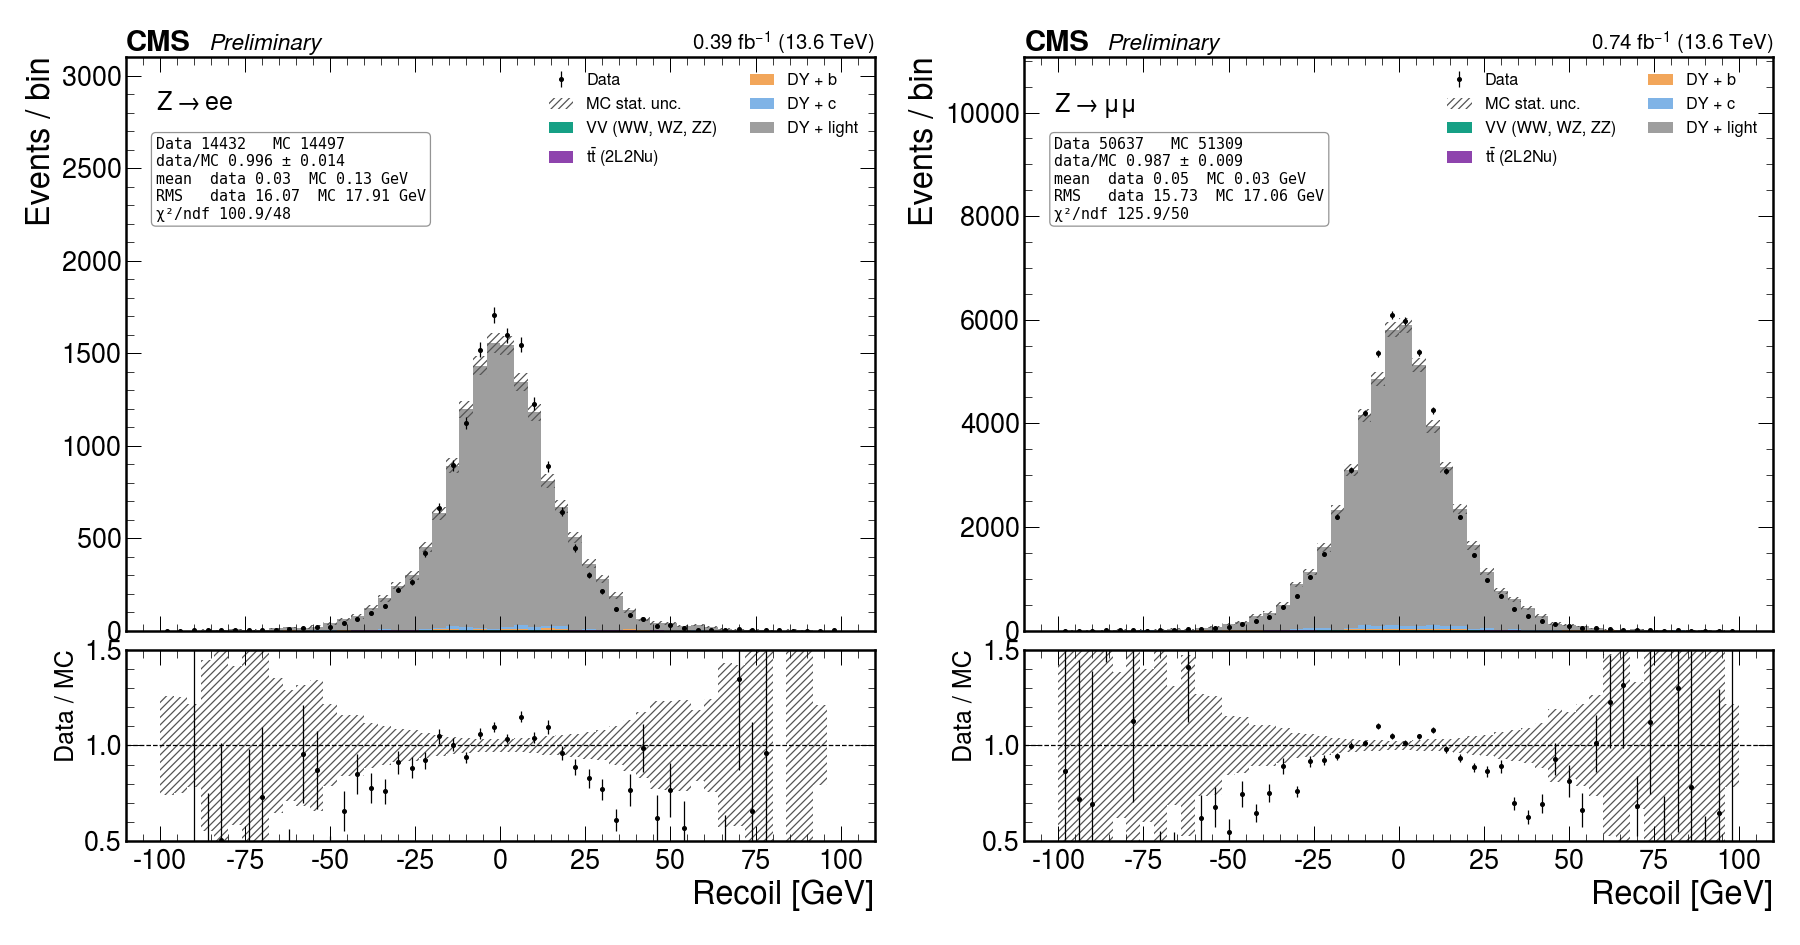 CMS Preliminary 0.39 fb⁻¹ (13.6 TeV)
Events / bin
3000
2500
2000
1500
1000
500
0
Z → ee
Data 14432   MC 14497
data/MC 0.996 ± 0.014
mean  data 0.03  MC 0.13 GeV
RMS   data 16.07  MC 17.91 GeV
χ²/ndf 100.9/48
Data
MC stat. unc.
VV (WW, WZ, ZZ)
tt̄ (2L2Nu)
DY + b
DY + c
DY + light
Data / MC
1.5
1.0
0.5
-100 -75 -50 -25 0 25 50 75 100
Recoil [GeV]
CMS Preliminary 0.74 fb⁻¹ (13.6 TeV)
Events / bin
10000
8000
6000
4000
2000
0
Z → μμ
Data 50637   MC 51309
data/MC 0.987 ± 0.009
mean  data 0.05  MC 0.03 GeV
RMS   data 15.73  MC 17.06 GeV
χ²/ndf 125.9/50
Data
MC stat. unc.
VV (WW, WZ, ZZ)
tt̄ (2L2Nu)
DY + b
DY + c
DY + light
Data / MC
1.5
1.0
0.5
-100 -75 -50 -25 0 25 50 75 100
Recoil [GeV]